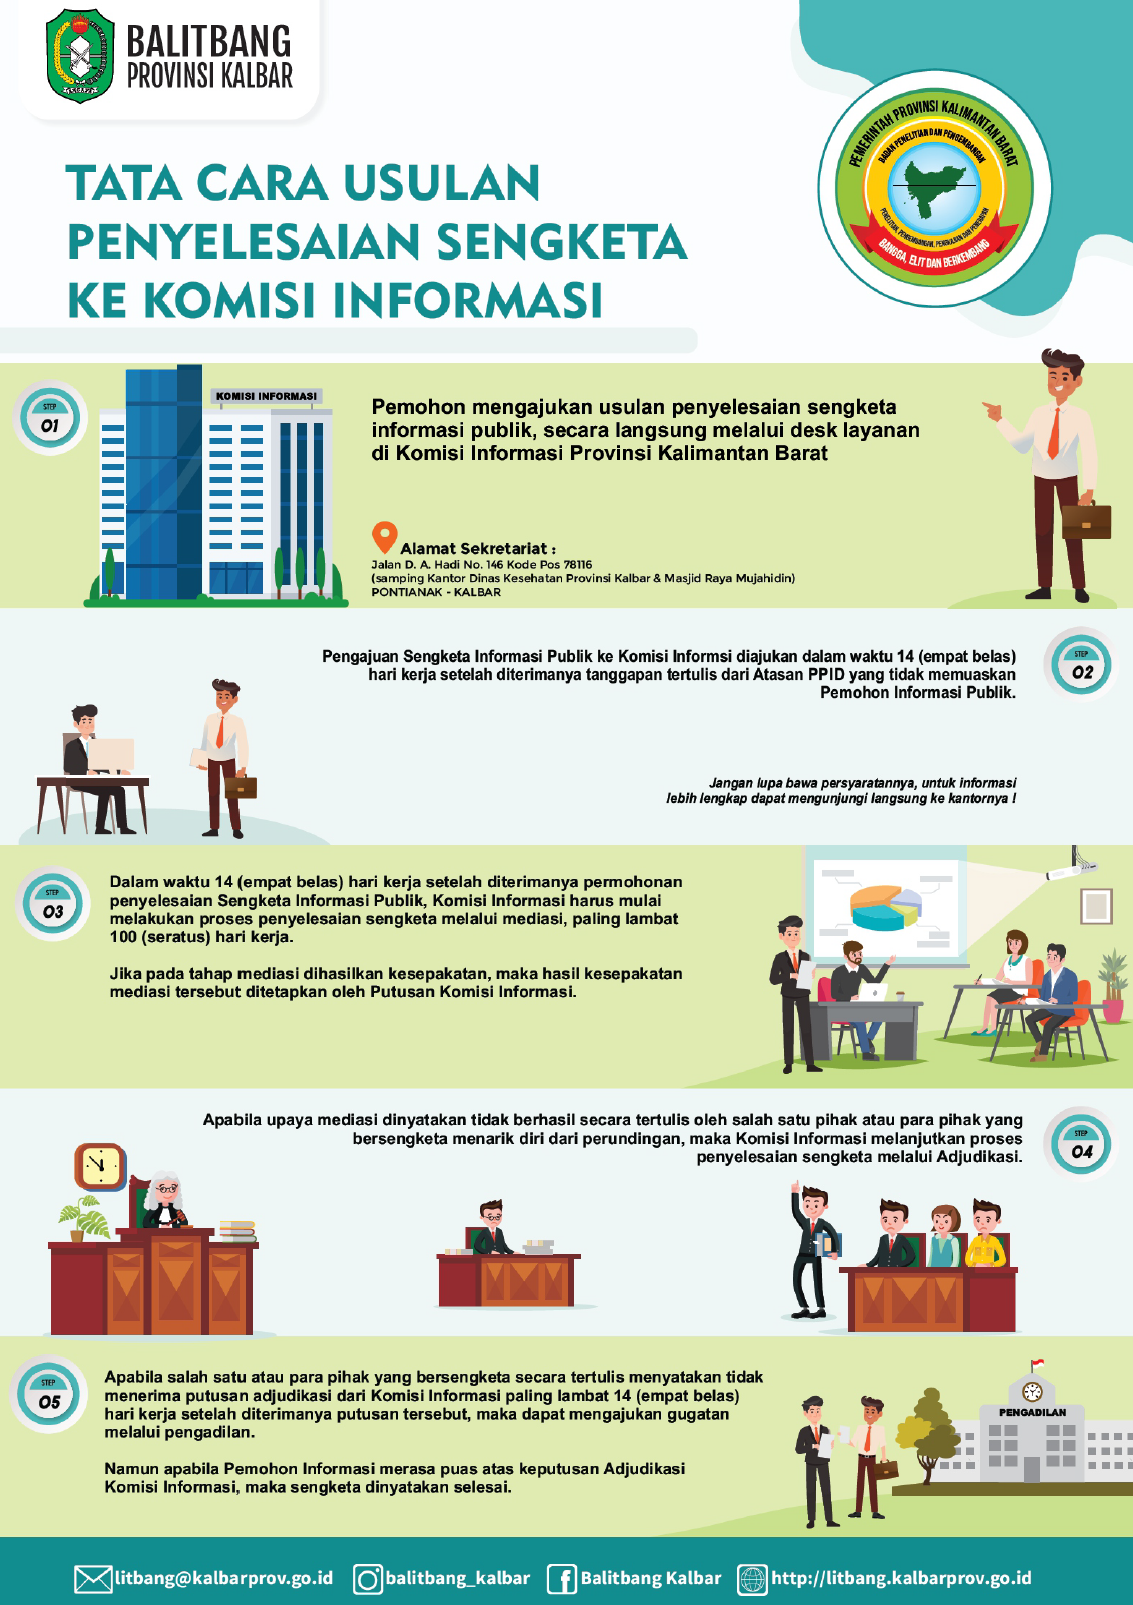 BALITBANG
PROVINSI KALBAR
PEMERINTAH PROVINSI KALIMANTAN BARAT
BADAN PENELITIAN DAN PENGEMBANGAN
PENELITIAN, PENGEMBANGAN, PENGKAJIAN DAN PENERAPAN
BANGGA, ELIT DAN BERKEMBANG
TATA CARA USULAN
PENYELESAIAN SENGKETA
KE KOMISI INFORMASI
STEP
01
KOMISI INFORMASI
Pemohon mengajukan usulan penyelesaian sengketa
informasi publik, secara langsung melalui desk layanan
di Komisi Informasi Provinsi Kalimantan Barat
Alamat Sekretariat :
Jalan D. A. Hadi No. 146 Kode Pos 78116
(samping Kantor Dinas Kesehatan Provinsi Kalbar & Masjid Raya Mujahidin)
PONTIANAK - KALBAR
STEP
02
Pengajuan Sengketa Informasi Publik ke Komisi Informsi diajukan dalam waktu 14 (empat belas)
hari kerja setelah diterimanya tanggapan tertulis dari Atasan PPID yang tidak memuaskan
Pemohon Informasi Publik.
Jangan lupa bawa persyaratannya, untuk informasi
lebih lengkap dapat mengunjungi langsung ke kantornya !
STEP
03
Dalam waktu 14 (empat belas) hari kerja setelah diterimanya permohonan
penyelesaian Sengketa Informasi Publik, Komisi Informasi harus mulai
melakukan proses penyelesaian sengketa melalui mediasi, paling lambat
100 (seratus) hari kerja.
Jika pada tahap mediasi dihasilkan kesepakatan, maka hasil kesepakatan
mediasi tersebut ditetapkan oleh Putusan Komisi Informasi.
STEP
04
Apabila upaya mediasi dinyatakan tidak berhasil secara tertulis oleh salah satu pihak atau para pihak yang
bersengketa menarik diri dari perundingan, maka Komisi Informasi melanjutkan proses
penyelesaian sengketa melalui Adjudikasi.
STEP
05
Apabila salah satu atau para pihak yang bersengketa secara tertulis menyatakan tidak
menerima putusan adjudikasi dari Komisi Informasi paling lambat 14 (empat belas)
hari kerja setelah diterimanya putusan tersebut, maka dapat mengajukan gugatan
melalui pengadilan.
Namun apabila Pemohon Informasi merasa puas atas keputusan Adjudikasi
Komisi Informasi, maka sengketa dinyatakan selesai.
PENGADILAN
litbang@kalbarprov.go.id
balitbang_kalbar
Balitbang Kalbar
http://litbang.kalbarprov.go.id